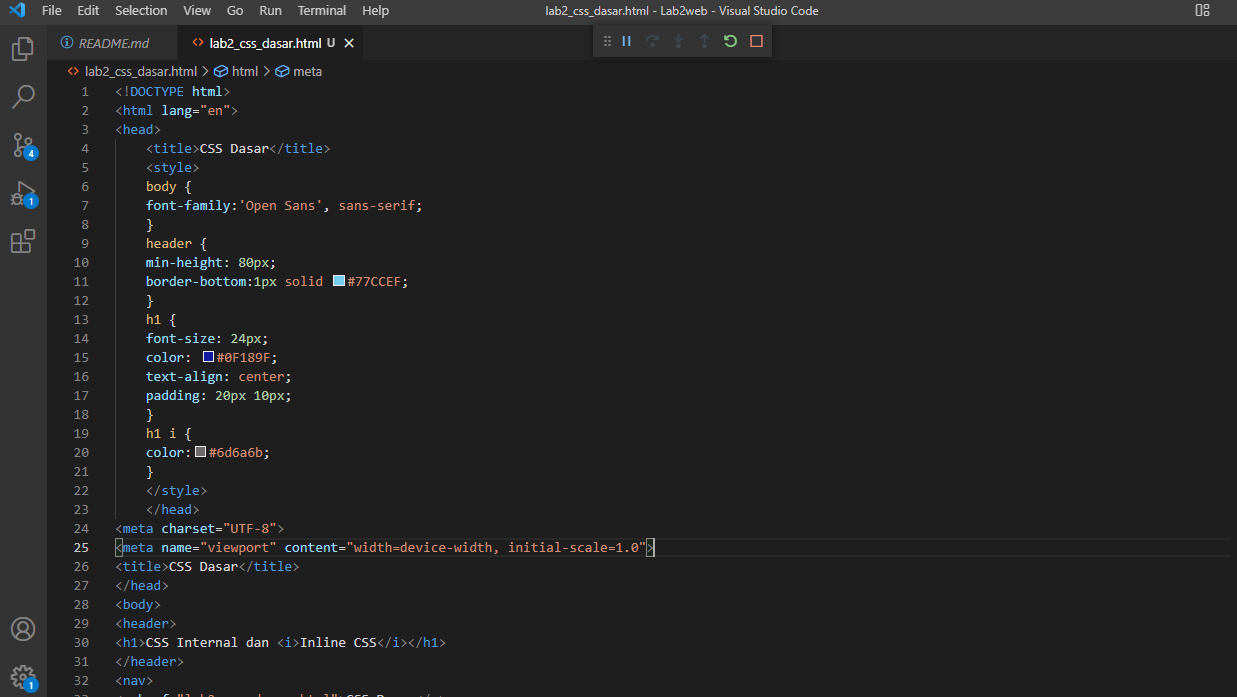 File Edit Selection View Go Run Terminal Help lab2_css_dasar.html - Lab2web - Visual Studio Code
README.md lab2_css_dasar.html U
lab2_css_dasar.html > html > meta
1 <!DOCTYPE html>
2 <html lang="en">
3 <head>
4 <title>CSS Dasar</title>
5 <style>
6 body {
7 font-family:'Open Sans', sans-serif;
8 }
9 header {
10 min-height: 80px;
11 border-bottom:1px solid #77CCEF;
12 }
13 h1 {
14 font-size: 24px;
15 color: #0F189F;
16 text-align: center;
17 padding: 20px 10px;
18 }
19 h1 i {
20 color:#6d6a6b;
21 }
22 </style>
23 </head>
24 <meta charset="UTF-8">
25 <meta name="viewport" content="width=device-width, initial-scale=1.0">
26 <title>CSS Dasar</title>
27 </head>
28 <body>
29 <header>
30 <h1>CSS Internal dan <i>Inline CSS</i></h1>
31 </header>
32 <nav>
4
1
1